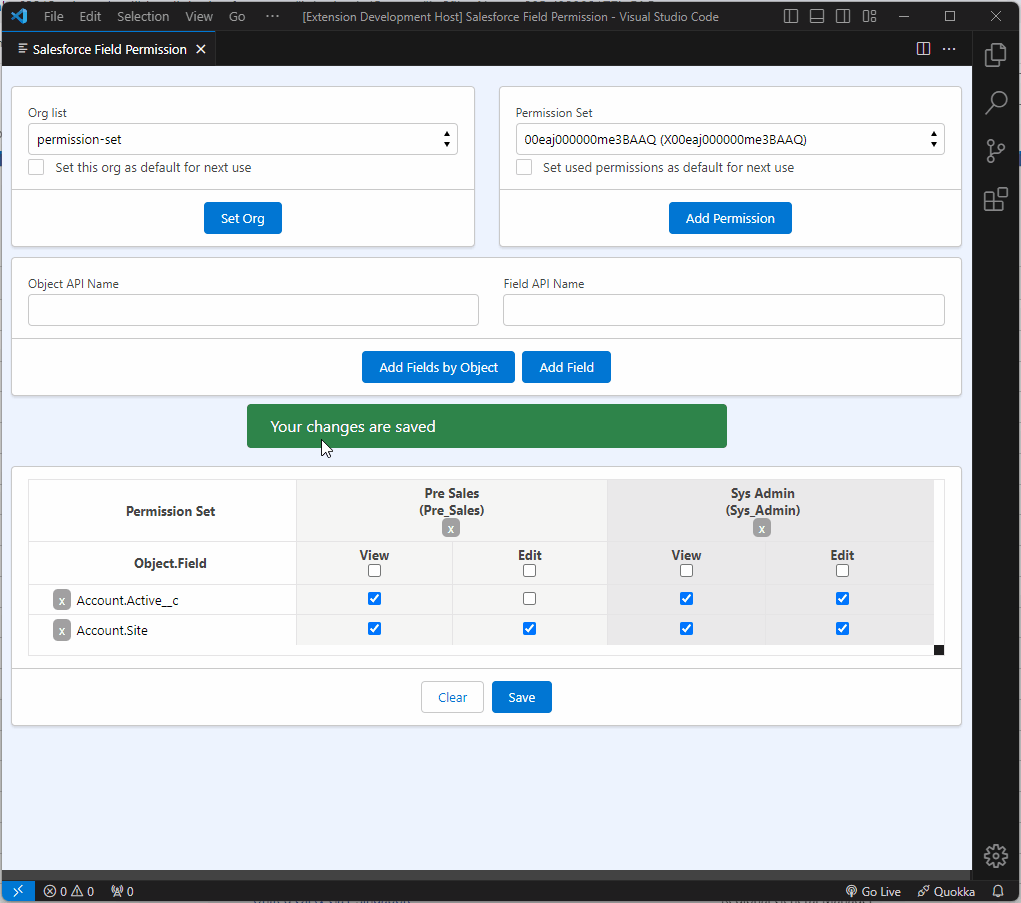 File Edit Selection View Go ··· [Extension Development Host] Salesforce Field Permission - Visual Studio Code
Salesforce Field Permission
Org list
permission-set
Set this org as default for next use
Set Org
Permission Set
00eaj000000me3BAAQ (X00eaj000000me3BAAQ)
Set used permissions as default for next use
Add Permission
Object API Name
Field API Name
Add Fields by Object
Add Field
Your changes are saved
Permission Set
Pre Sales
(Pre_Sales)
x
Sys Admin
(Sys_Admin)
x
Object.Field
View
Edit
View
Edit
x Account.Active__c
x Account.Site
Clear
Save
0 0 0
Go Live Quokka